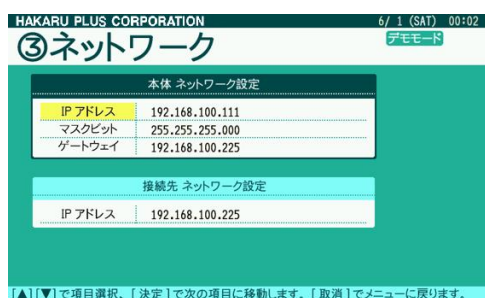 HAKARU PLUS CORPORATION 6/ 1 (SAT) 00:02
③ネットワーク デモモード
本体 ネットワーク設定
IP アドレス 192.168.100.111
マスクビット 255.255.255.000
ゲートウェイ 192.168.100.225
接続先 ネットワーク設定
IP アドレス 192.168.100.225
[▲][▼]で項目選択、[決定]で次の項目に移動します。[取消]でメニューに戻ります。